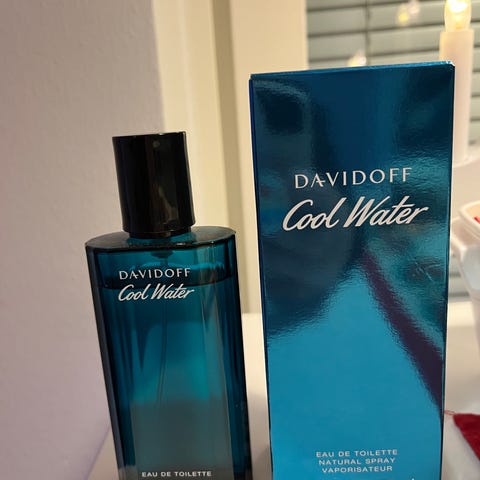 DAVIDOFF
Cool Water
EAU DE TOILETTE
DAVIDOFF
Cool Water
EAU DE TOILETTE
NATURAL SPRAY
VAPORISATEUR